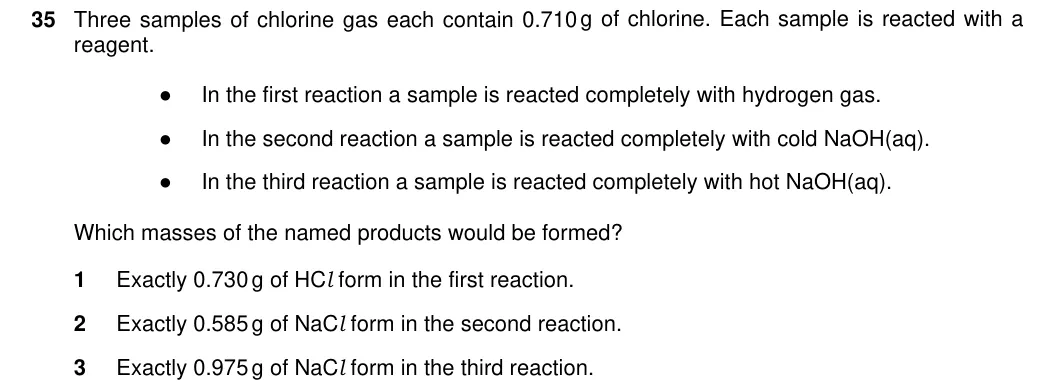 35 Three samples of chlorine gas each contain 0.710 g of chlorine. Each sample is reacted with a
reagent.
● In the first reaction a sample is reacted completely with hydrogen gas.
● In the second reaction a sample is reacted completely with cold NaOH(aq).
● In the third reaction a sample is reacted completely with hot NaOH(aq).
Which masses of the named products would be formed?
1 Exactly 0.730 g of HCl form in the first reaction.
2 Exactly 0.585 g of NaCl form in the second reaction.
3 Exactly 0.975 g of NaCl form in the third reaction.